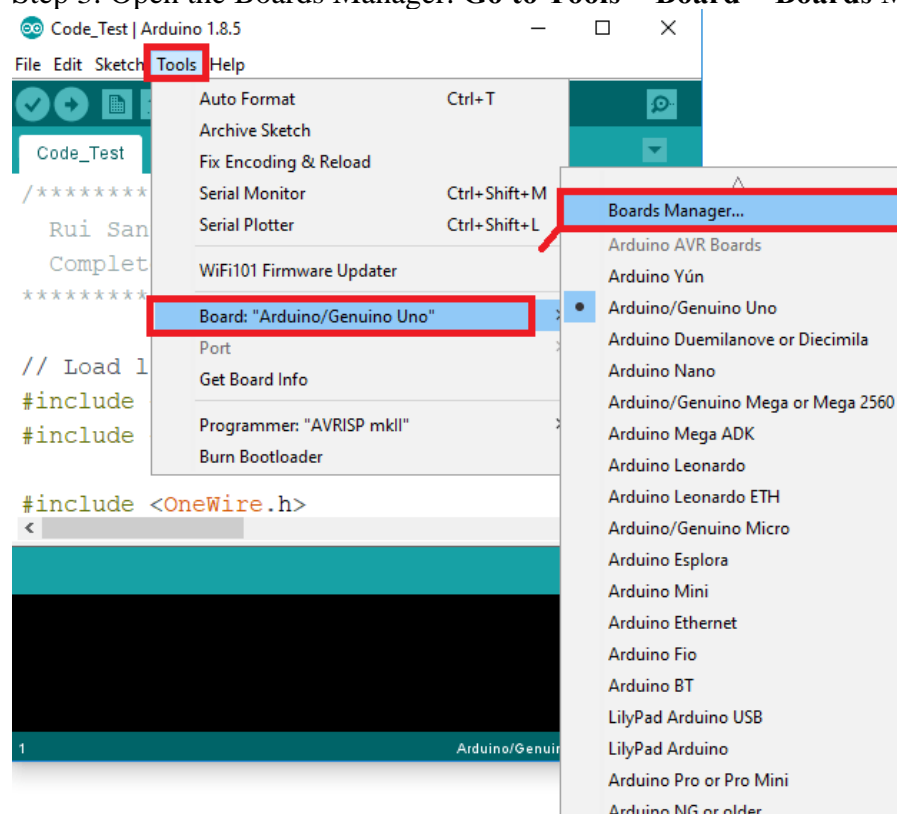 Step 3: Open the Boards Manager. Go to Tools Board Boards
Code_Test | Arduino 1.8.5
File Edit Sketch Tools Help
Code_Test
/********
Rui San
Complet
*********
// Load l
#include
#include
#include <OneWire.h>
Auto Format Ctrl+T
Archive Sketch
Fix Encoding & Reload
Serial Monitor Ctrl+Shift+M
Serial Plotter Ctrl+Shift+L
WiFi101 Firmware Updater
Board: "Arduino/Genuino Uno"
Port
Get Board Info
Programmer: "AVRISP mkII"
Burn Bootloader
Boards Manager...
Arduino AVR Boards
Arduino Yún
Arduino/Genuino Uno
Arduino Duemilanove or Diecimila
Arduino Nano
Arduino/Genuino Mega or Mega 2560
Arduino Mega ADK
Arduino Leonardo
Arduino Leonardo ETH
Arduino/Genuino Micro
Arduino Esplora
Arduino Mini
Arduino Ethernet
Arduino Fio
Arduino BT
LilyPad Arduino USB
LilyPad Arduino
Arduino Pro or Pro Mini
Arduino NG or older
1 Arduino/Genuin